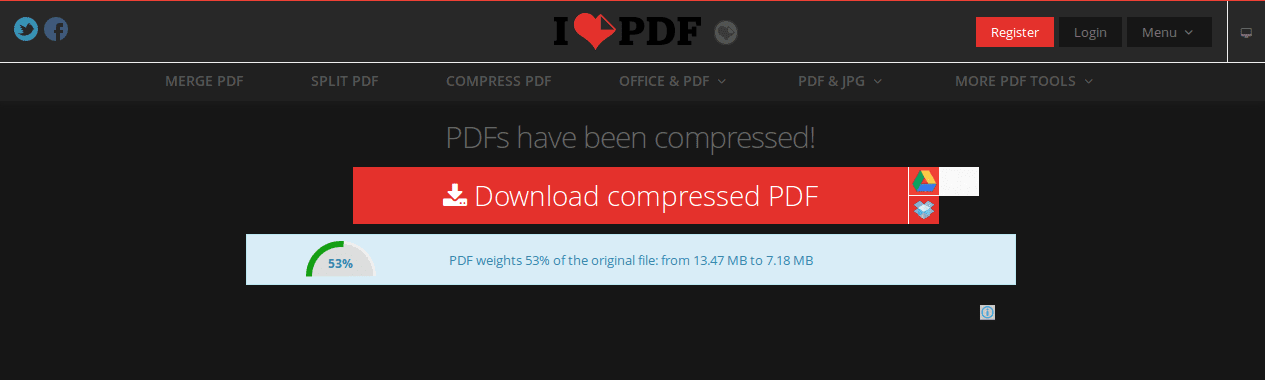 I PDF
Register
Login
Menu
MERGE PDF
SPLIT PDF
COMPRESS PDF
OFFICE & PDF
PDF & JPG
MORE PDF TOOLS
PDFs have been compressed!
Download compressed PDF
53%
PDF weights 53% of the original file: from 13.47 MB to 7.18 MB